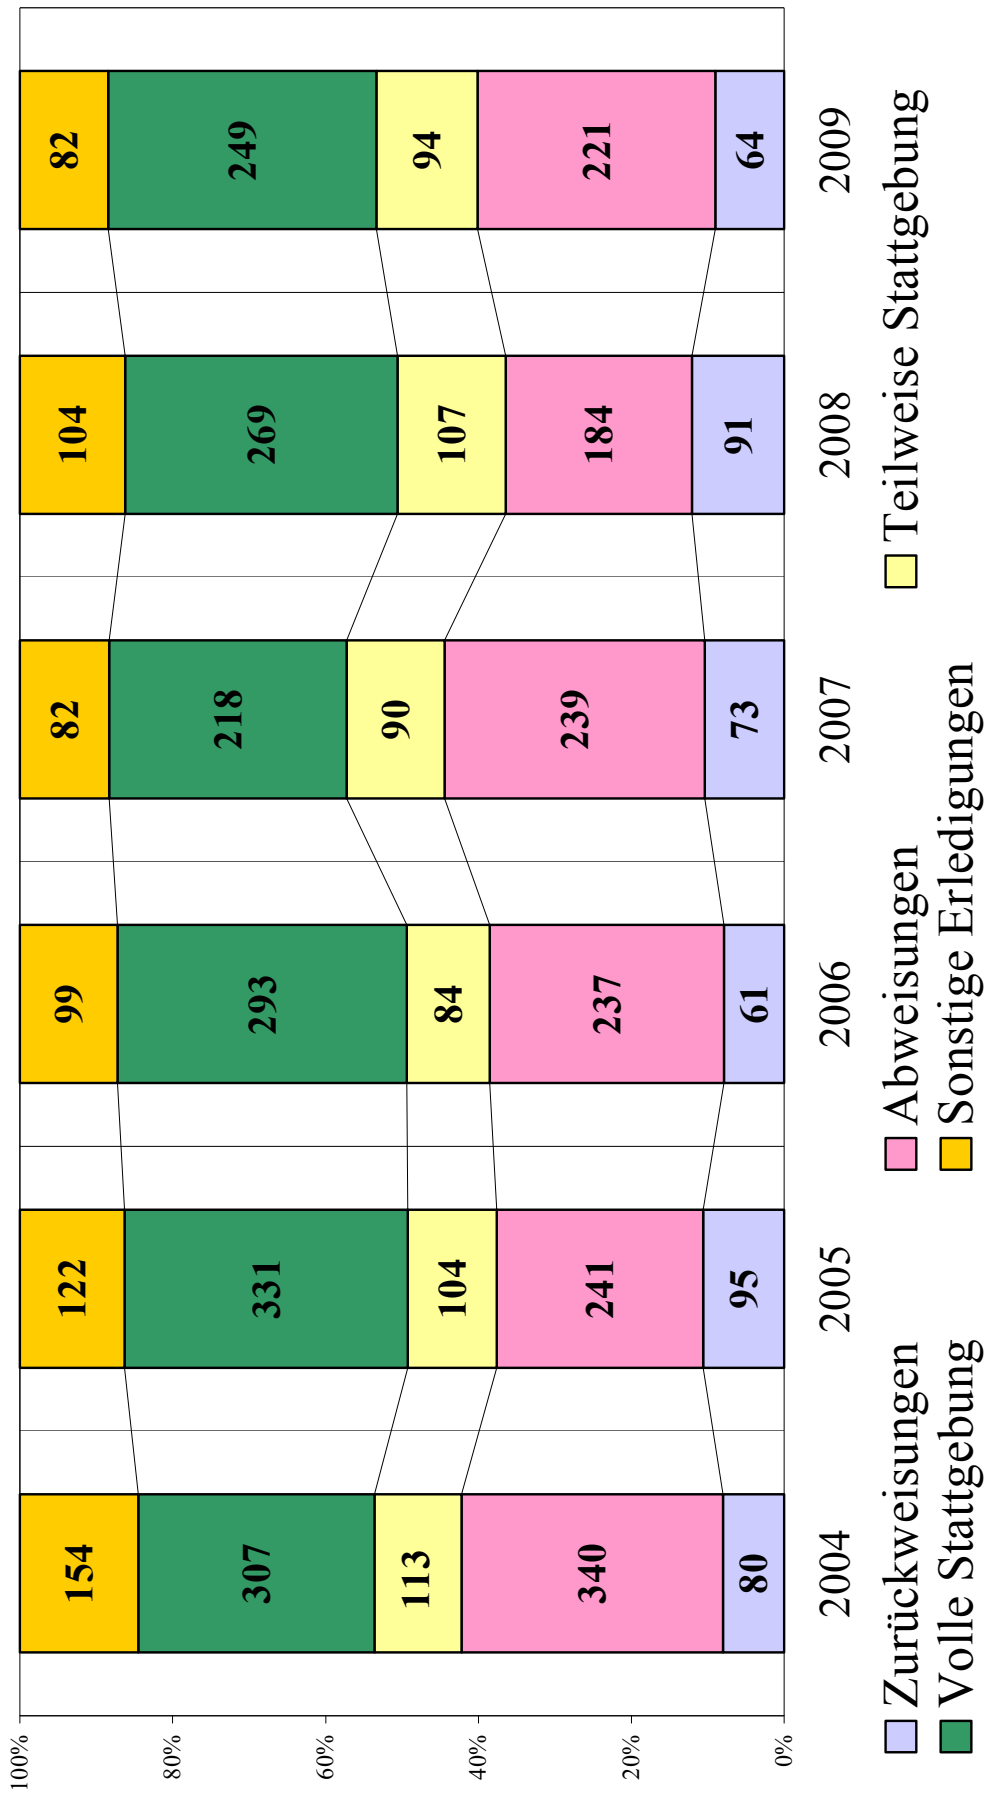 100%
80%
60%
40%
20%
0%
154 122 99 82 104 82
307 331 293 218 269 249
113 104 84 90 107 94
340 241 237 239 184 221
80 95 61 73 91 64
2004 2005 2006 2007 2008 2009
Zurückweisungen Abweisungen Teilweise Stattgebung
Volle Stattgebung Sonstige Erledigungen